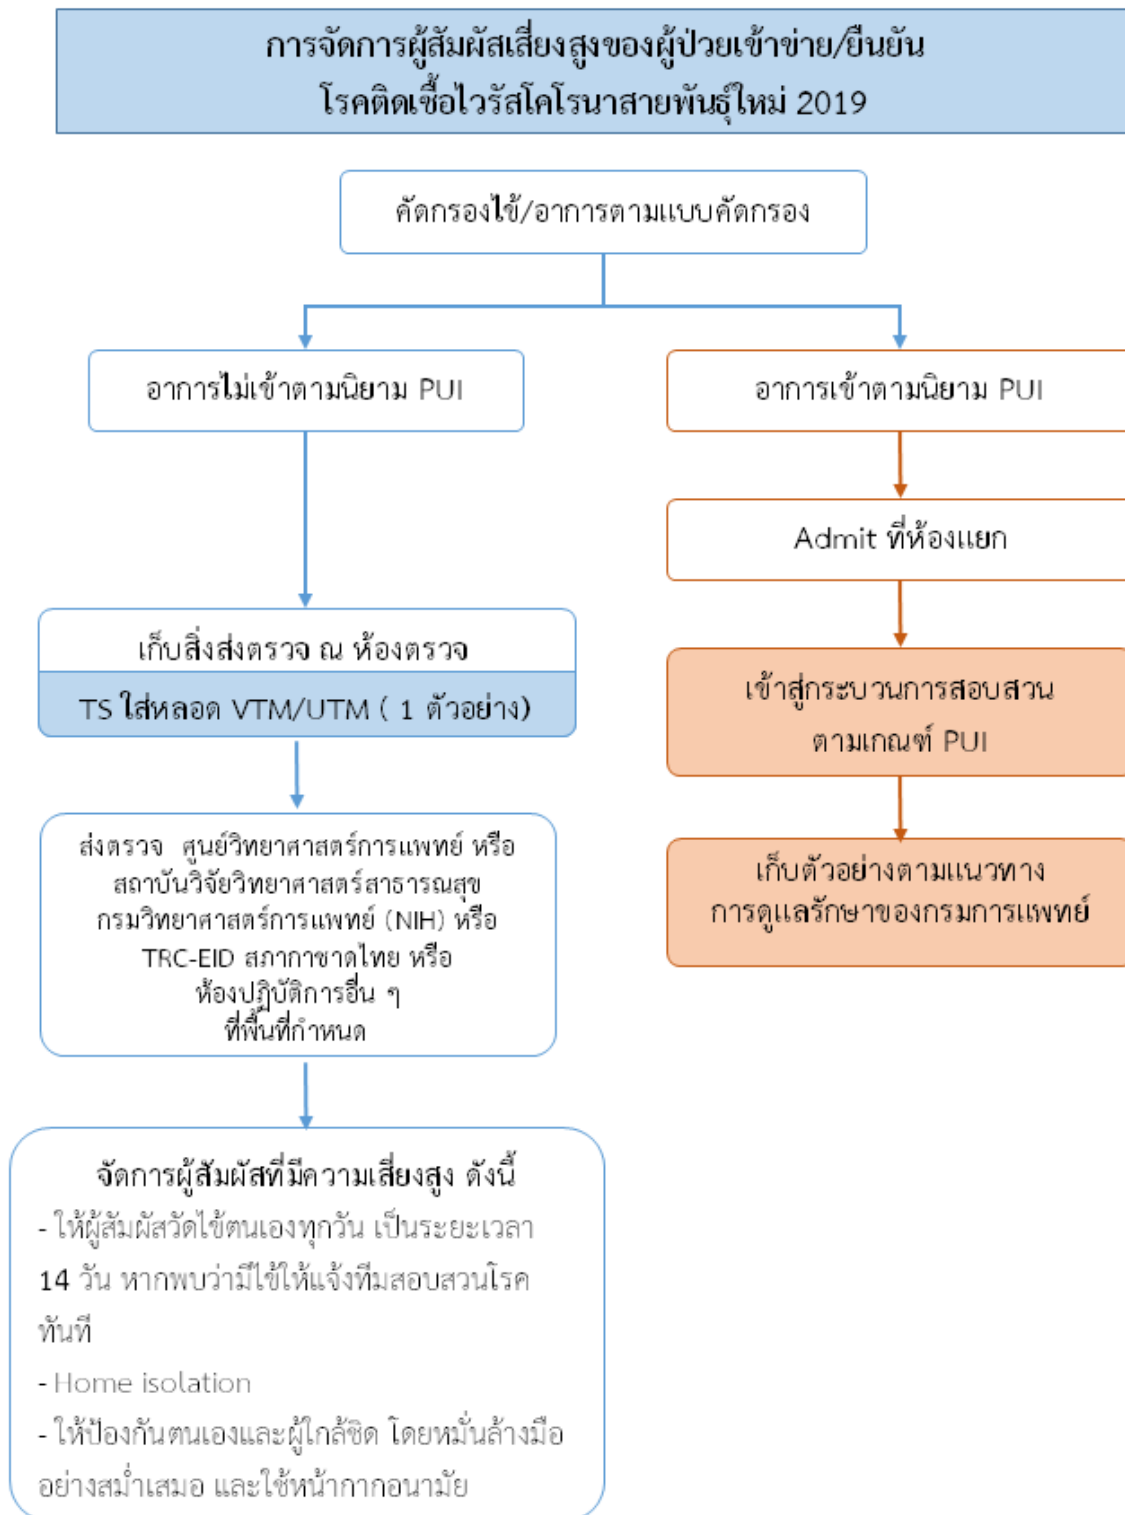 การจัดการผู้สัมผัสเสี่ยงสูงของผู้ป่วยเข้าข่าย/ยืนยัน
โรคติดเชื้อไวรัสโคโรนาสายพันธุ์ใหม่ 2019
คัดกรองไข้/อาการตามแบบคัดกรอง
อาการไม่เข้าตามนิยาม PUI
เก็บสิ่งส่งตรวจ ณ ห้องตรวจ
TS ใส่หลอด VTM/UTM ( 1 ตัวอย่าง)
ส่งตรวจ ศูนย์วิทยาศาสตร์การแพทย์ หรือ
สถาบันวิจัยวิทยาศาสตร์สาธารณสุข
กรมวิทยาศาสตร์การแพทย์ (NIH) หรือ
TRC-EID สภากาชาดไทย หรือ
ห้องปฏิบัติการอื่น ๆ
ที่พื้นที่กำหนด
จัดการผู้สัมผัสที่มีความเสี่ยงสูง ดังนี้
- ให้ผู้สัมผัสวัดไข้ตนเองทุกวัน เป็นระยะเวลา
14 วัน หากพบว่ามีไข้ให้แจ้งทีมสอบสวนโรค
ทันที
- Home isolation
- ให้ป้องกันตนเองและผู้ใกล้ชิด โดยหมั่นล้างมือ
อย่างสม่ำเสมอ และใช้หน้ากากอนามัย
อาการเข้าตามนิยาม PUI
Admit ที่ห้องแยก
เข้าสู่กระบวนการสอบสวน
ตามเกณฑ์ PUI
เก็บตัวอย่างตามแนวทาง
การดูแลรักษาของกรมการแพทย์